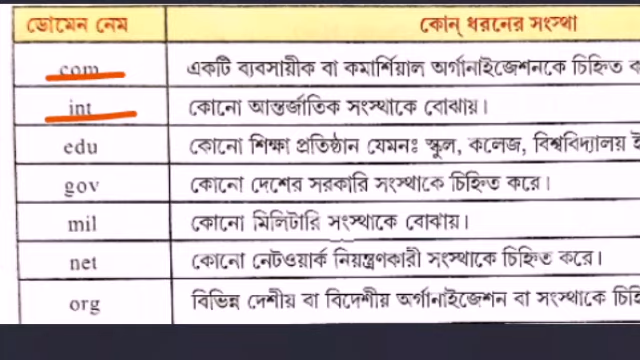 ডোমেন নেম কোন্ ধরনের সংস্থা
com একটি ব্যবসায়ীক বা কমার্শিয়াল অর্গানাইজেশনকে চিহ্নিত
int কোনো আন্তর্জাতিক সংস্থাকে বোঝায়।
edu কোনো শিক্ষা প্রতিষ্ঠান যেমনঃ স্কুল, কলেজ, বিশ্ববিদ্যালয়
gov কোনো দেশের সরকারি সংস্থাকে চিহ্নিত করে।
mil কোনো মিলিটারি সংস্থাকে বোঝায়।
net কোনো নেটওয়ার্ক নিয়ন্ত্রণকারী সংস্থাকে চিহ্নিত করে।
org বিভিন্ন দেশীয় বা বিদেশীয় অর্গানাইজেশন বা সংস্থাকে